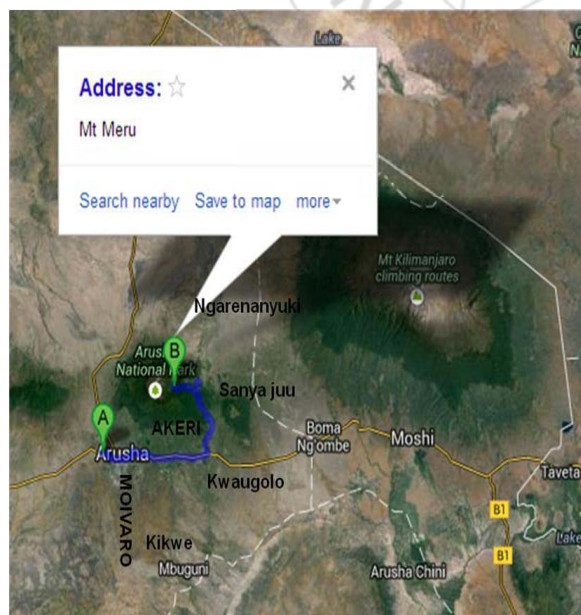 Lake
Address:
Mt Meru
Search nearby Save to map more
Mt Kilimanjaro
climbing routes
Ngarenanyuki
B
Arus
National Park
Sanya juu
A
AKERI
Arusha
Boma
Ng'ombe
Moshi
Taveta
Kwaugolo
MOIVARO
B1
Kikwe
Mbuguni
Arusha Chini
Lake
B1